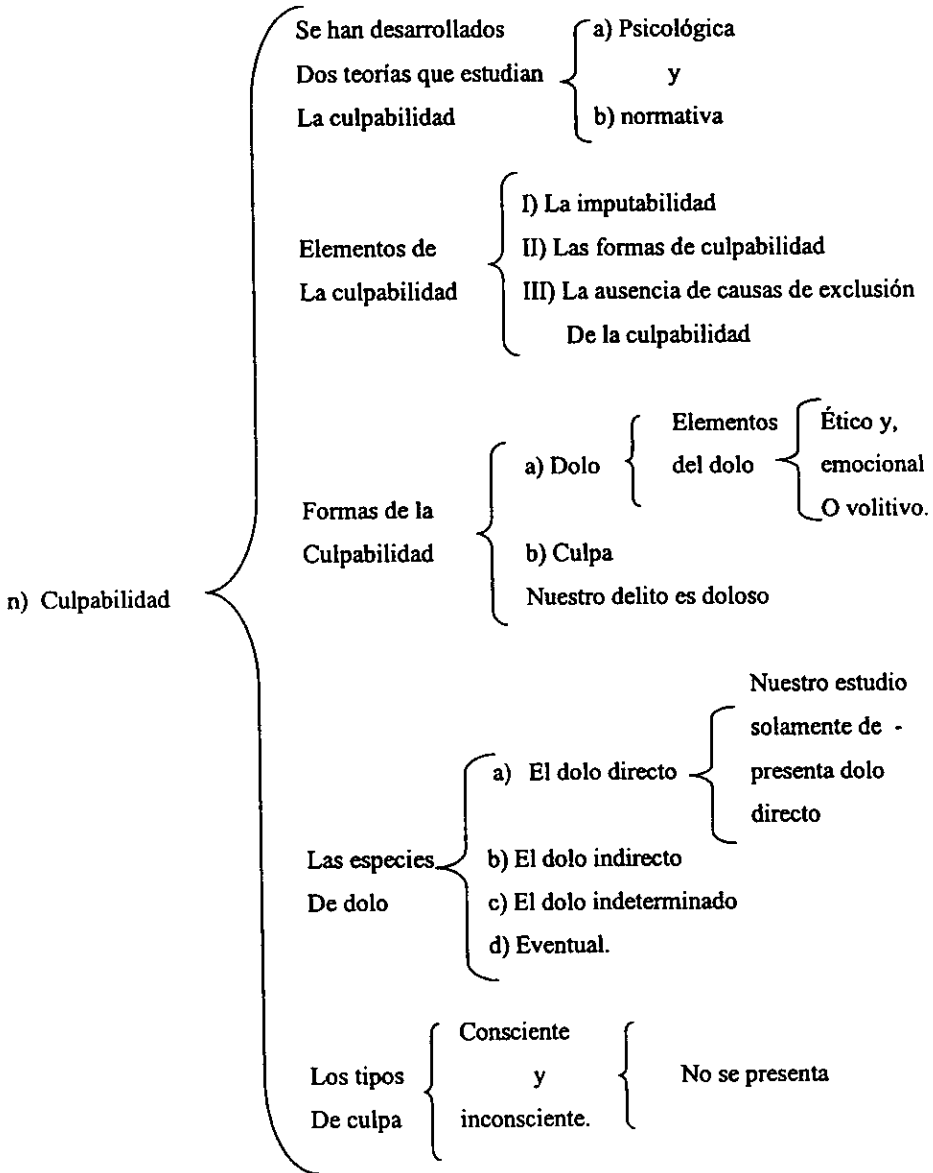 Se han desarrollados
Dos teorías que estudian
La culpabilidad
a) Psicológica
y
b) normativa
Elementos de
La culpabilidad
I) La imputabilidad
II) Las formas de culpabilidad
III) La ausencia de causas de exclusión
De la culpabilidad
Formas de la
Culpabilidad
a) Dolo
Elementos
del dolo
Ético y,
emocional
O volitivo.
b) Culpa
Nuestro delito es doloso
n) Culpabilidad
Las especies
De dolo
a) El dolo directo
Nuestro estudio
solamente de -
presenta dolo
directo
b) El dolo indirecto
c) El dolo indeterminado
d) Eventual.
Los tipos
De culpa
Consciente
y
inconsciente.
No se presenta